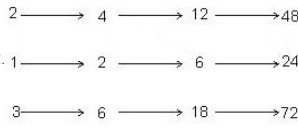 2 → 4 → 12 → 48
1 → 2 → 6 → 24
3 → 6 → 18 → 72